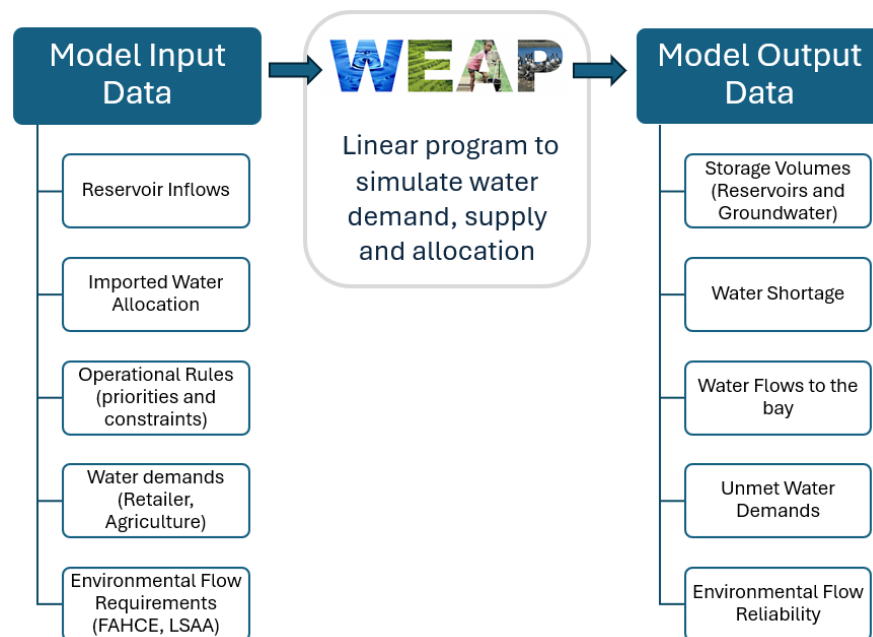 Model Input
Data
WEAP
Model Output
Data
Linear program to
simulate water
demand, supply
and allocation
Reservoir Inflows
Imported Water
Allocation
Operational Rules
(priorities and
constraints)
Water demands
(Retailer,
Agriculture)
Environmental Flow
Requirements
(FAHCE, LSAA)
Storage Volumes
(Reservoirs and
Groundwater)
Water Shortage
Water Flows to the
bay
Unmet Water
Demands
Environmental Flow
Reliability